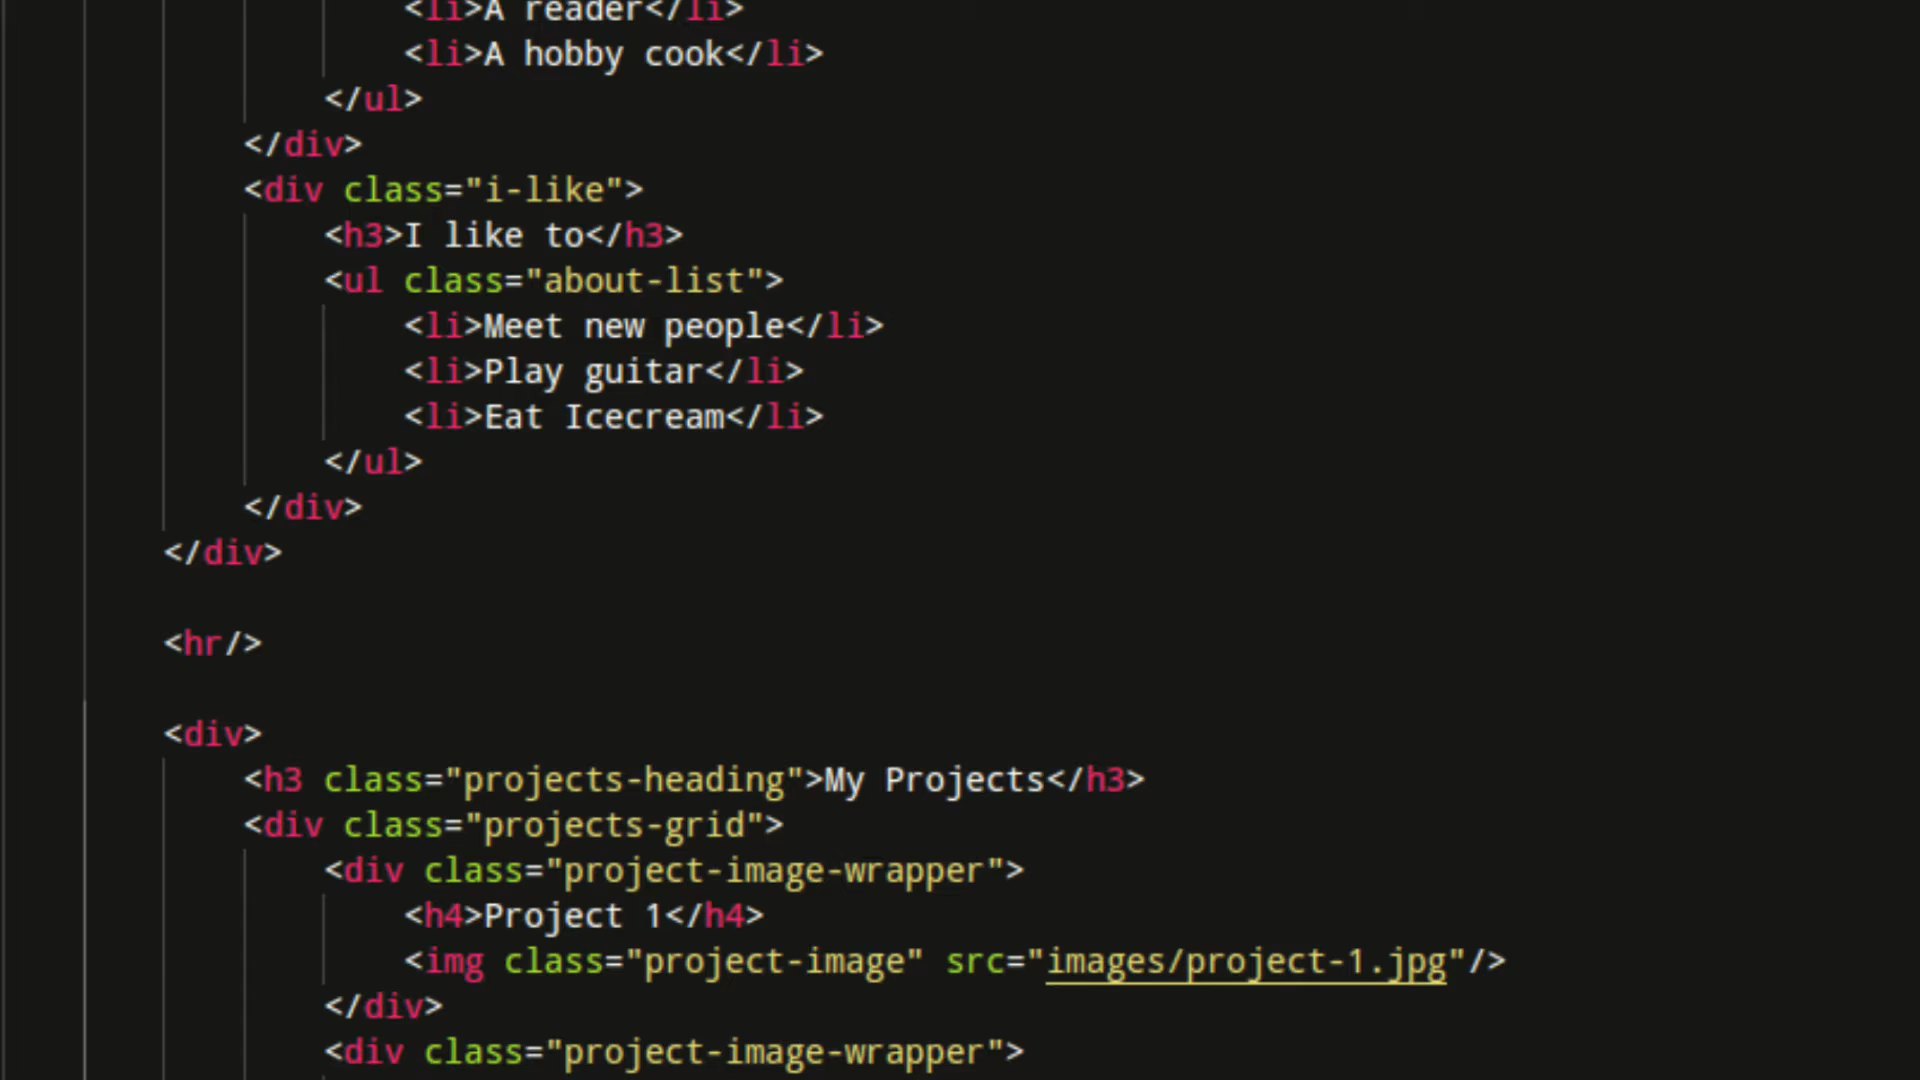 <li>A reader</li>
<li>A hobby cook</li>
</ul>
</div>
<div class="i-like">
<h3>I like to</h3>
<ul class="about-list">
<li>Meet new people</li>
<li>Play guitar</li>
<li>Eat Icecream</li>
</ul>
</div>
</div>
<hr/>
<div>
<h3 class="projects-heading">My Projects</h3>
<div class="projects-grid">
<div class="project-image-wrapper">
<h4>Project 1</h4>
<img class="project-image" src="images/project-1.jpg"/>
</div>
<div class="project-image-wrapper">